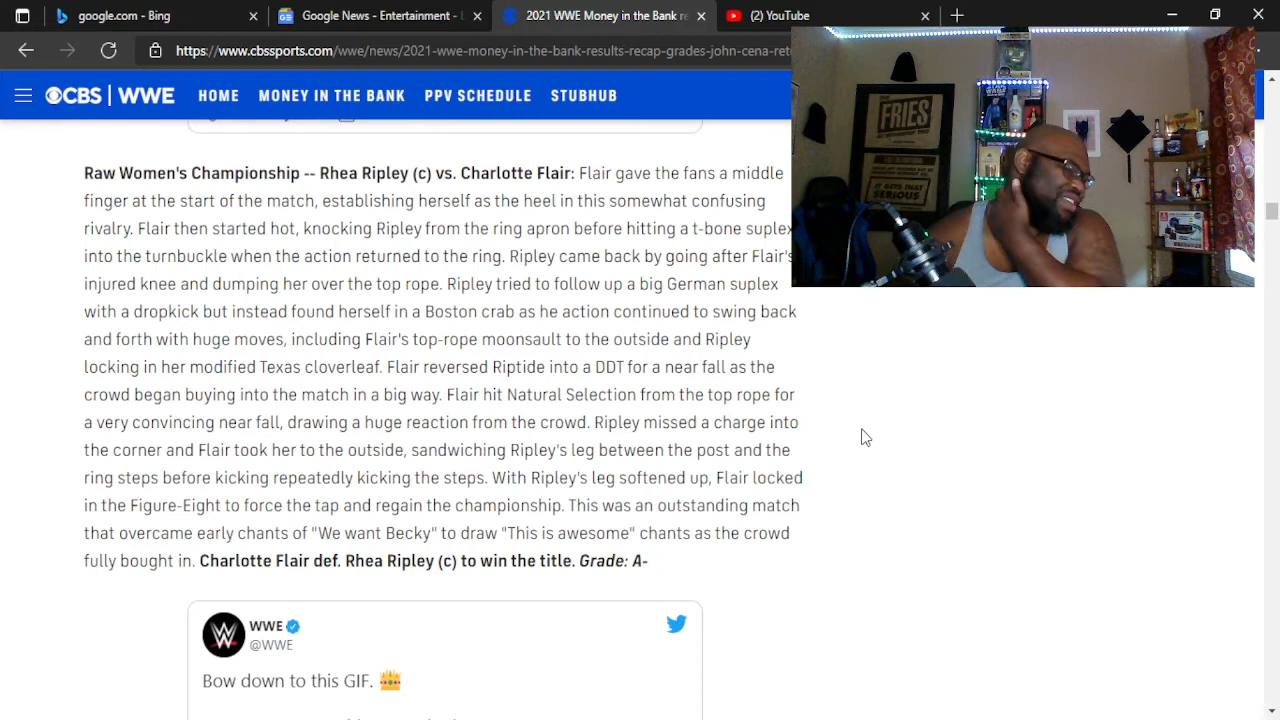 google.com - Bing
Google News - Entertainment - L
2021 WWE Money in the Bank re
(2) YouTube
https://www.cbssports.com/wwe/news/2021-wwe-money-in-the-bank-results-recap-grades-john-cena-retu
CBS | WWE HOME MONEY IN THE BANK PPV SCHEDULE STUBHUB
FRIES
IT GETS THAT
SERIOUS
Raw Women's Championship -- Rhea Ripley (c) vs. Charlotte Flair: Flair gave the fans a middle
finger at the start of the match, establishing herself as the heel in this somewhat confusing
rivalry. Flair then started hot, knocking Ripley from the ring apron before hitting a t-bone suplex
into the turnbuckle when the action returned to the ring. Ripley came back by going after Flair's
injured knee and dumping her over the top rope. Ripley tried to follow up a big German suplex
with a dropkick but instead found herself in a Boston crab as he action continued to swing back
and forth with huge moves, including Flair's top-rope moonsault to the outside and Ripley
locking in her modified Texas cloverleaf. Flair reversed Riptide into a DDT for a near fall as the
crowd began buying into the match in a big way. Flair hit Natural Selection from the top rope for
a very convincing near fall, drawing a huge reaction from the crowd. Ripley missed a charge into
the corner and Flair took her to the outside, sandwiching Ripley's leg between the post and the
ring steps before kicking repeatedly kicking the steps. With Ripley's leg softened up, Flair locked
in the Figure-Eight to force the tap and regain the championship. This was an outstanding match
that overcame early chants of "We want Becky" to draw "This is awesome" chants as the crowd
fully bought in. Charlotte Flair def. Rhea Ripley (c) to win the title. Grade: A-
WWE
@WWE
Bow down to this GIF.